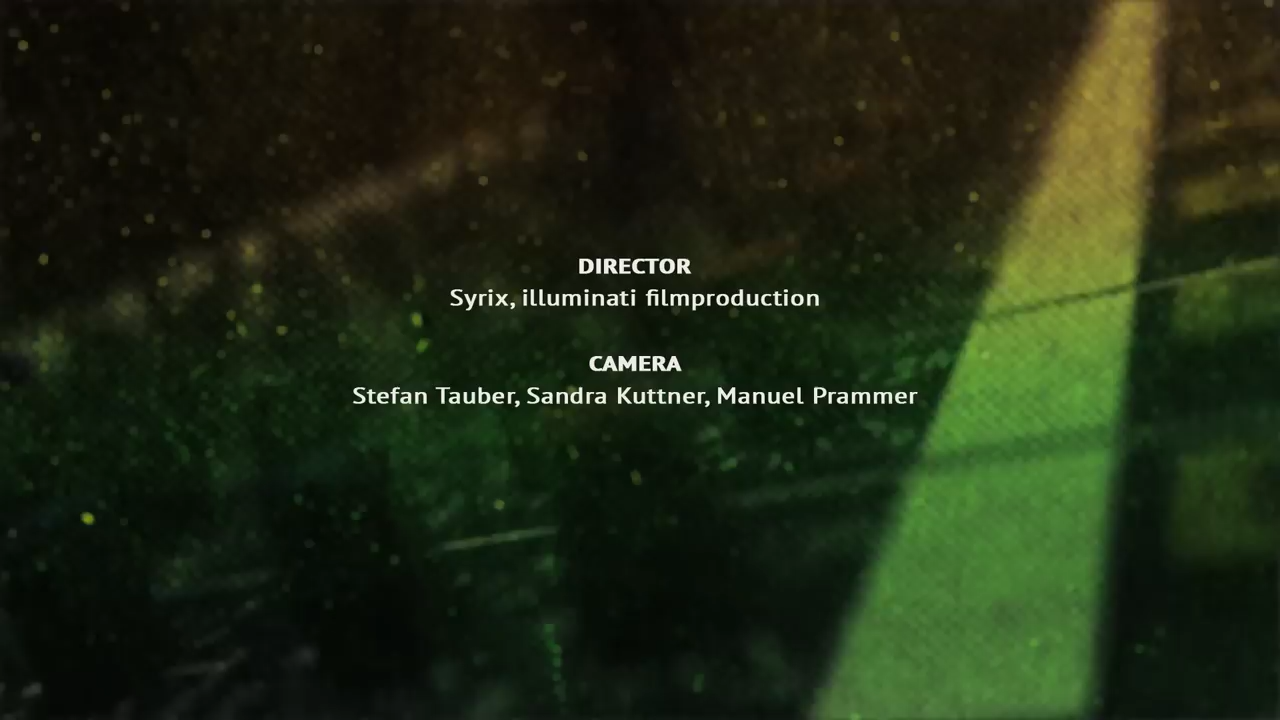 DIRECTOR
Syrix, illuminati filmproduction
CAMERA
Stefan Tauber, Sandra Kuttner, Manuel Prammer